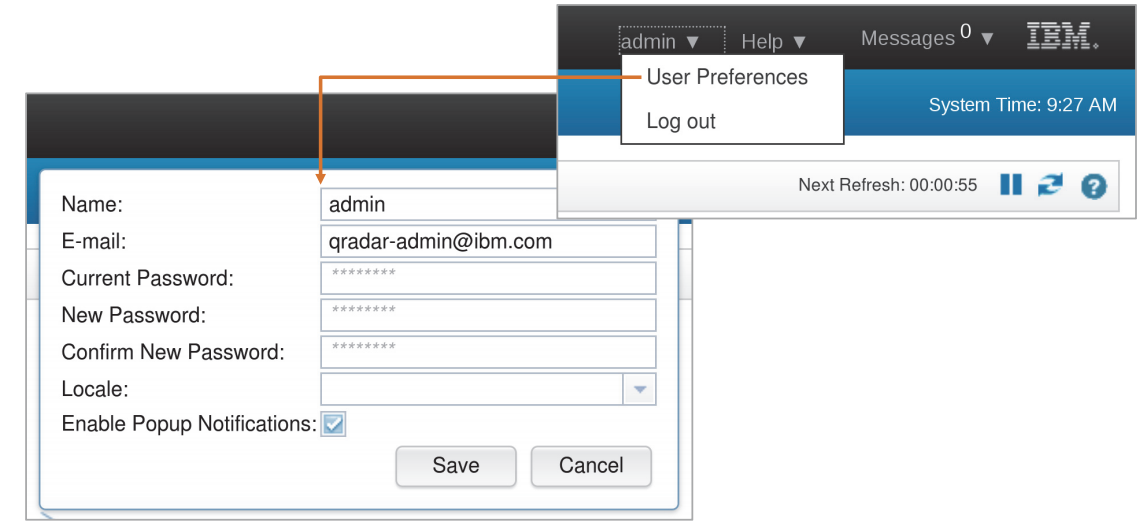 admin ▼ Help ▼ Messages 0 ▼ IBM.
User Preferences
System Time: 9:27 AM
Log out
Next Refresh: 00:00:55
Name: admin
E-mail: qradar-admin@ibm.com
Current Password: ********
New Password: ********
Confirm New Password: ********
Locale:
Enable Popup Notifications:
Save Cancel